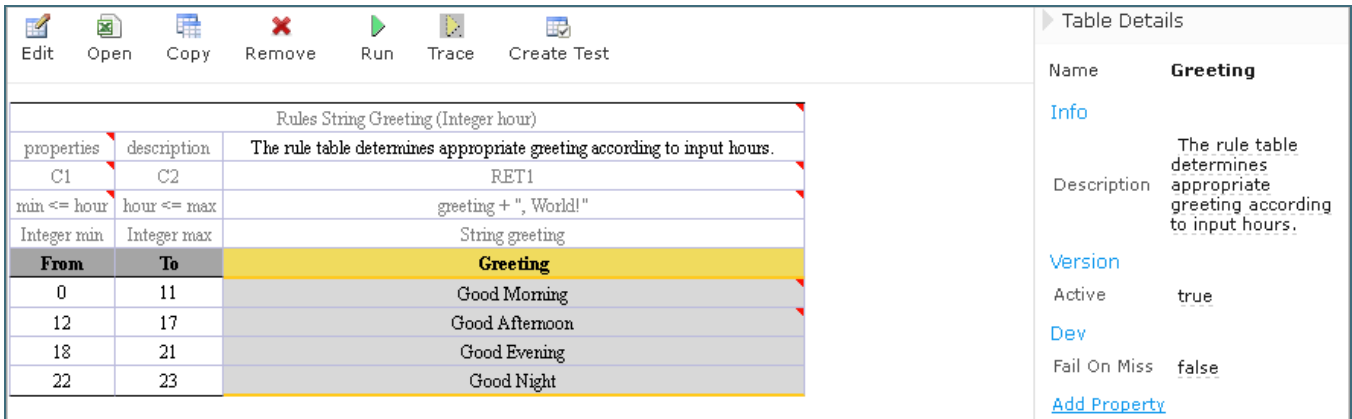 Edit Open Copy Remove Run Trace Create Test
Rules String Greeting (Integer hour)
properties description The rule table determines appropriate greeting according to input hours.
C1 C2 RET1
min <= hour hour <= max greeting + ", World!"
Integer min Integer max String greeting
From To Greeting
0 11 Good Morning
12 17 Good Afternoon
18 21 Good Evening
22 23 Good Night
Table Details
Name Greeting
Info
The rule table
determines
Description appropriate
greeting according
to input hours.
Version
Active true
Dev
Fail On Miss false
Add Property